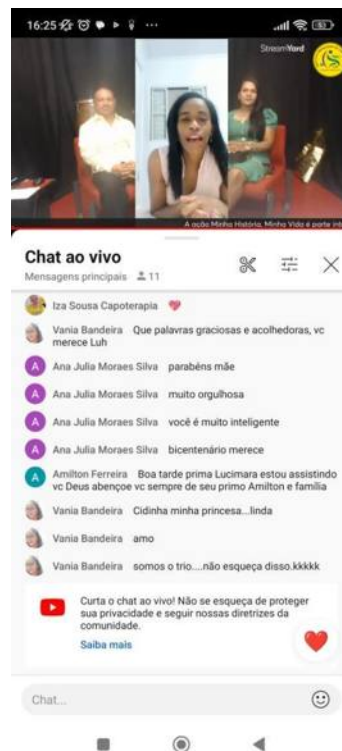 16:25
StreamYard
A ação Minha História, Minha Vida é parte int
Chat ao vivo
Mensagens principais 11
Iza Sousa Capoterapia
Vania Bandeira Que palavras graciosas e acolhedoras, vc
merece Luh
A Ana Julia Moraes Silva parabéns mãe
A Ana Julia Moraes Silva muito orgulhosa
A Ana Julia Moraes Silva você é muito inteligente
A Ana Julia Moraes Silva bicentenário merece
A Amilton Ferreira Boa tarde prima Lucimara estou assistindo
vc Deus abençoe vc sempre de seu primo Amilton e família
Vania Bandeira Cidinha minha princesa...linda
Vania Bandeira amo
Vania Bandeira somos o trio....não esqueça disso.kkkkk
Curta o chat ao vivo! Não se esqueça de proteger
sua privacidade e seguir nossas diretrizes da
comunidade.
Saiba mais
Chat...